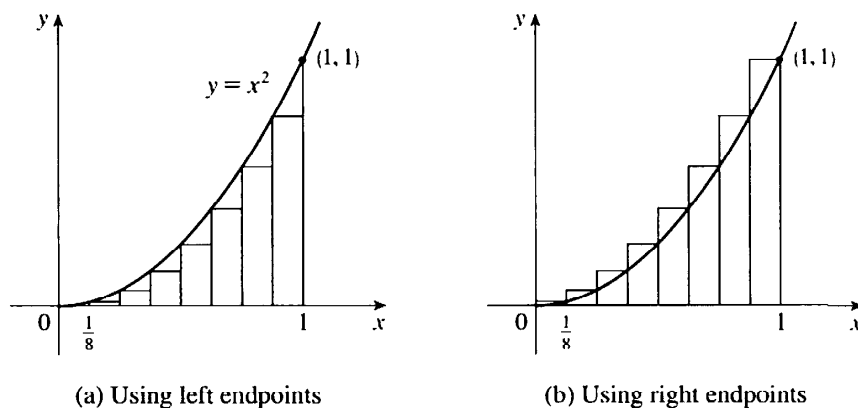 y
(1, 1)
y = x²
0
1/8
1
x
(a) Using left endpoints
y
(1, 1)
0
1/8
1
x
(b) Using right endpoints